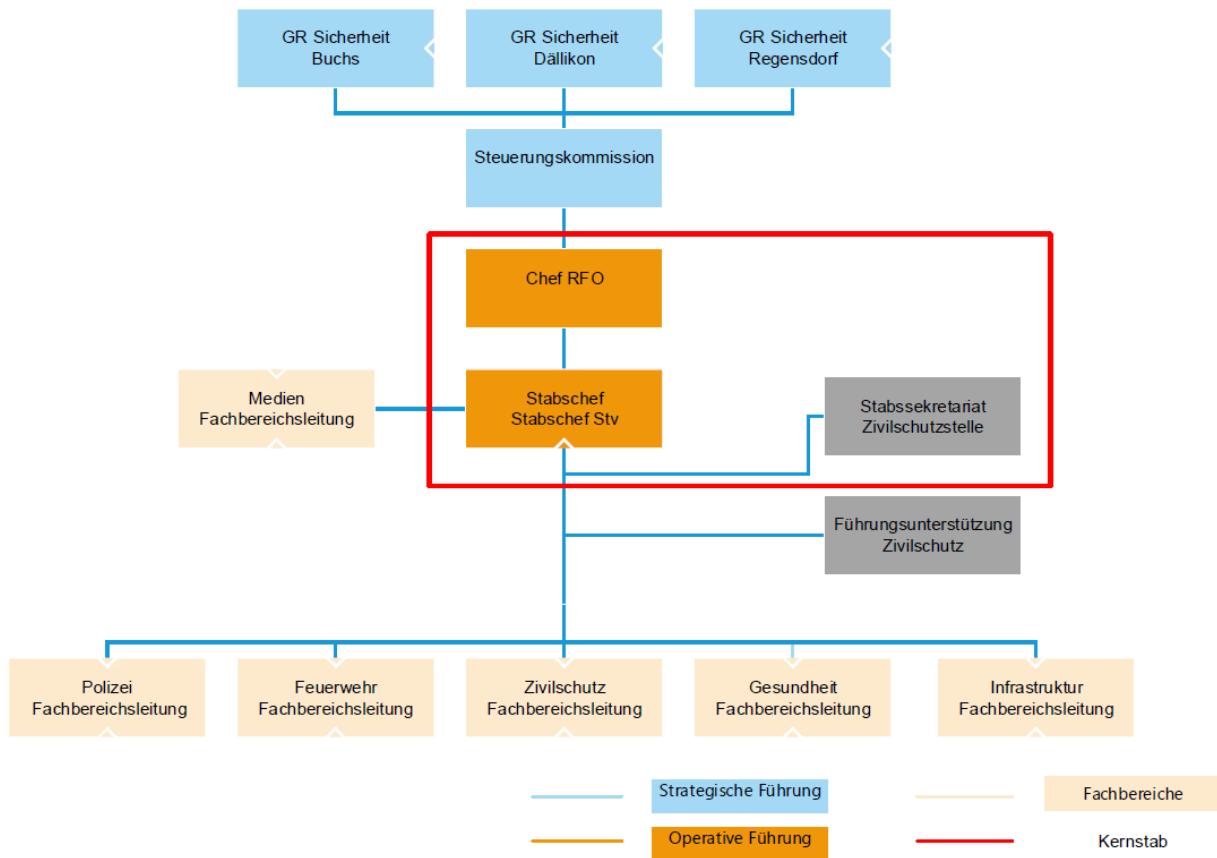 GR Sicherheit
Buchs
GR Sicherheit
Dällikon
GR Sicherheit
Regensdorf
Steuerungskommission
Chef RFO
Medien
Fachbereichsleitung
Stabschef
Stabschef Stv
Stabssekretariat
Zivilschutzstelle
Führungsunterstützung
Zivilschutz
Polizei
Fachbereichsleitung
Feuerwehr
Fachbereichsleitung
Zivilschutz
Fachbereichsleitung
Gesundheit
Fachbereichsleitung
Infrastruktur
Fachbereichsleitung
Strategische Führung
Fachbereiche
Operative Führung
Kernstab